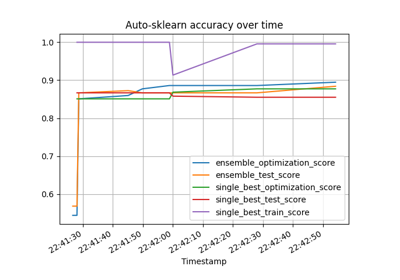 Auto-sklearn accuracy over time
1.0
0.9
0.8
0.7
0.6
ensemble_optimization_score
ensemble_test_score
single_best_optimization_score
single_best_test_score
single_best_train_score
22:41:30
22:41:40
22:41:50
22:42:00
22:42:10
22:42:20
22:42:30
22:42:40
22:42:50
Timestamp